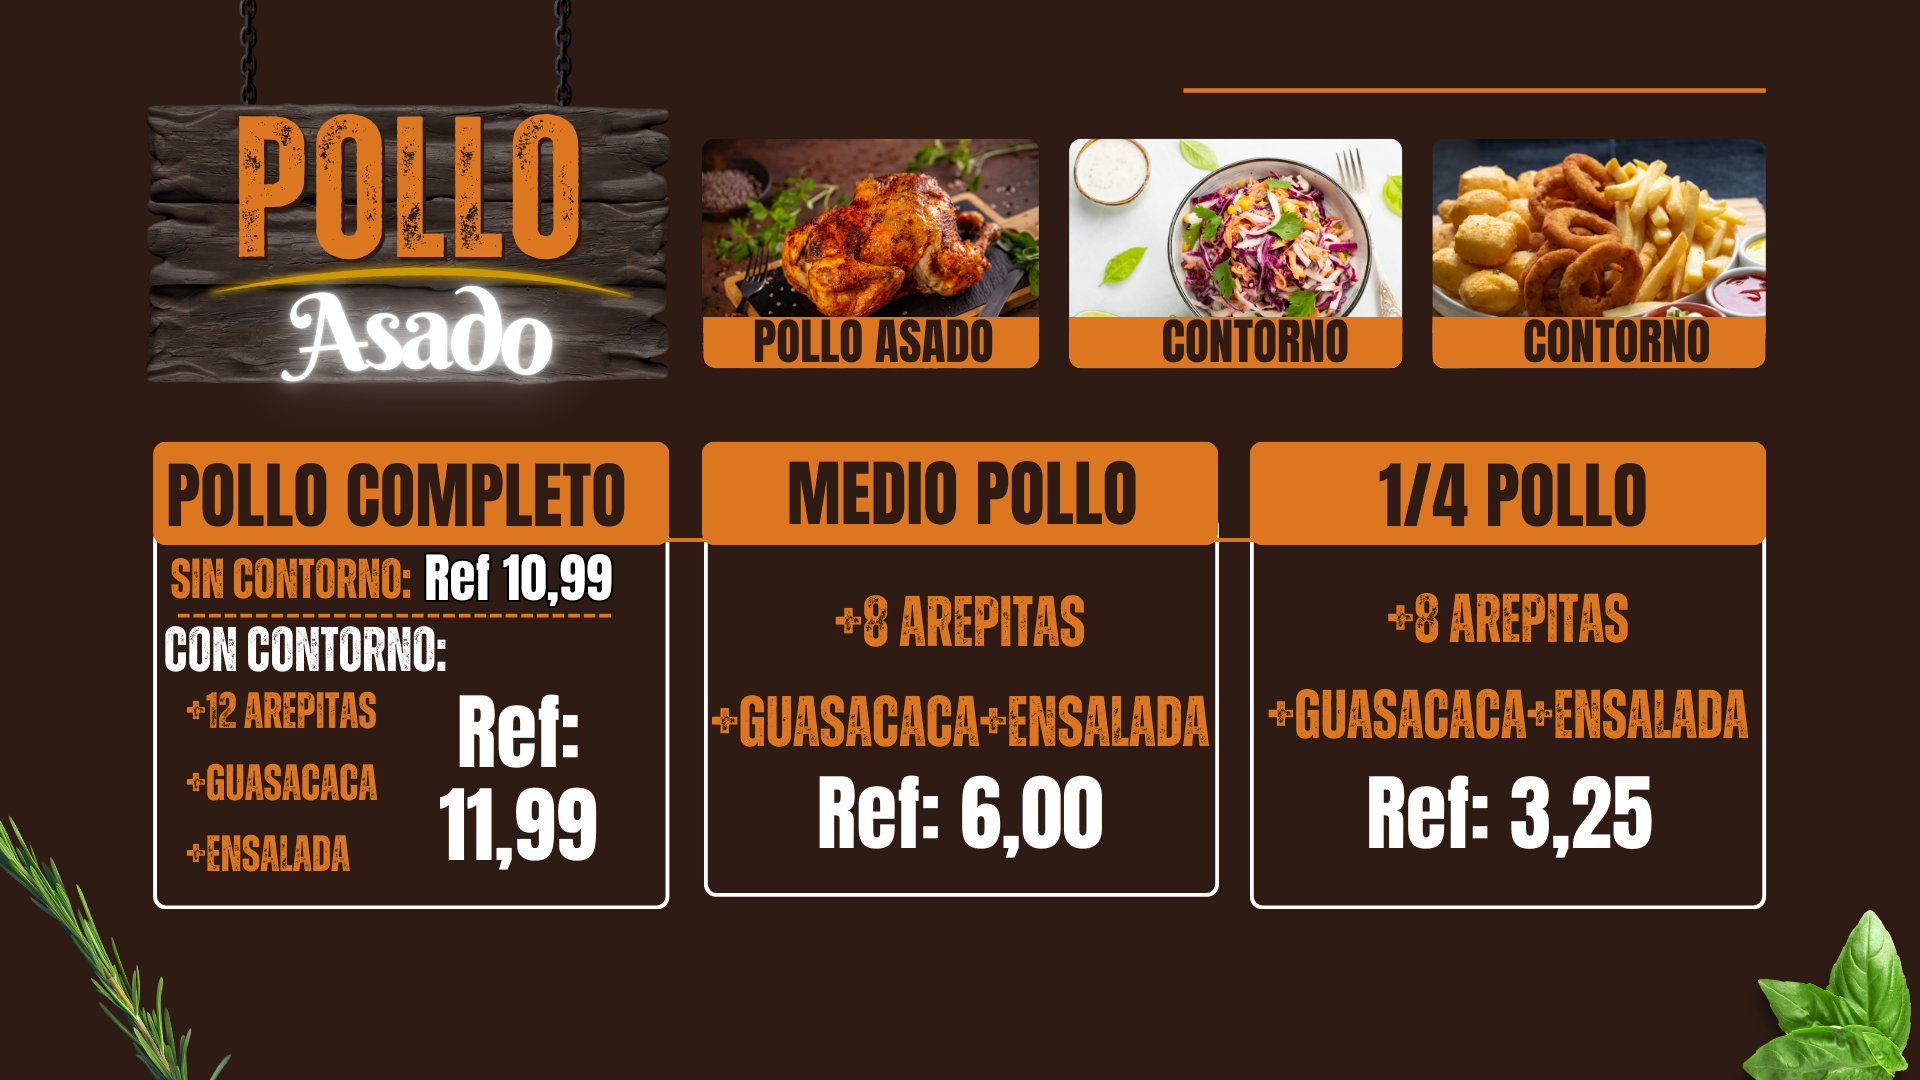 POLLO
Asado
POLLO ASADO
CONTORNO
CONTORNO
POLLO COMPLETO
SIN CONTORNO: Ref 10,99
CON CONTORNO:
+12 AREPITAS
+GUASACACA
+ENSALADA
Ref:
11,99
MEDIO POLLO
+8 AREPITAS
+GUASACACA+ENSALADA
Ref: 6,00
1/4 POLLO
+8 AREPITAS
+GUASACACA+ENSALADA
Ref: 3,25